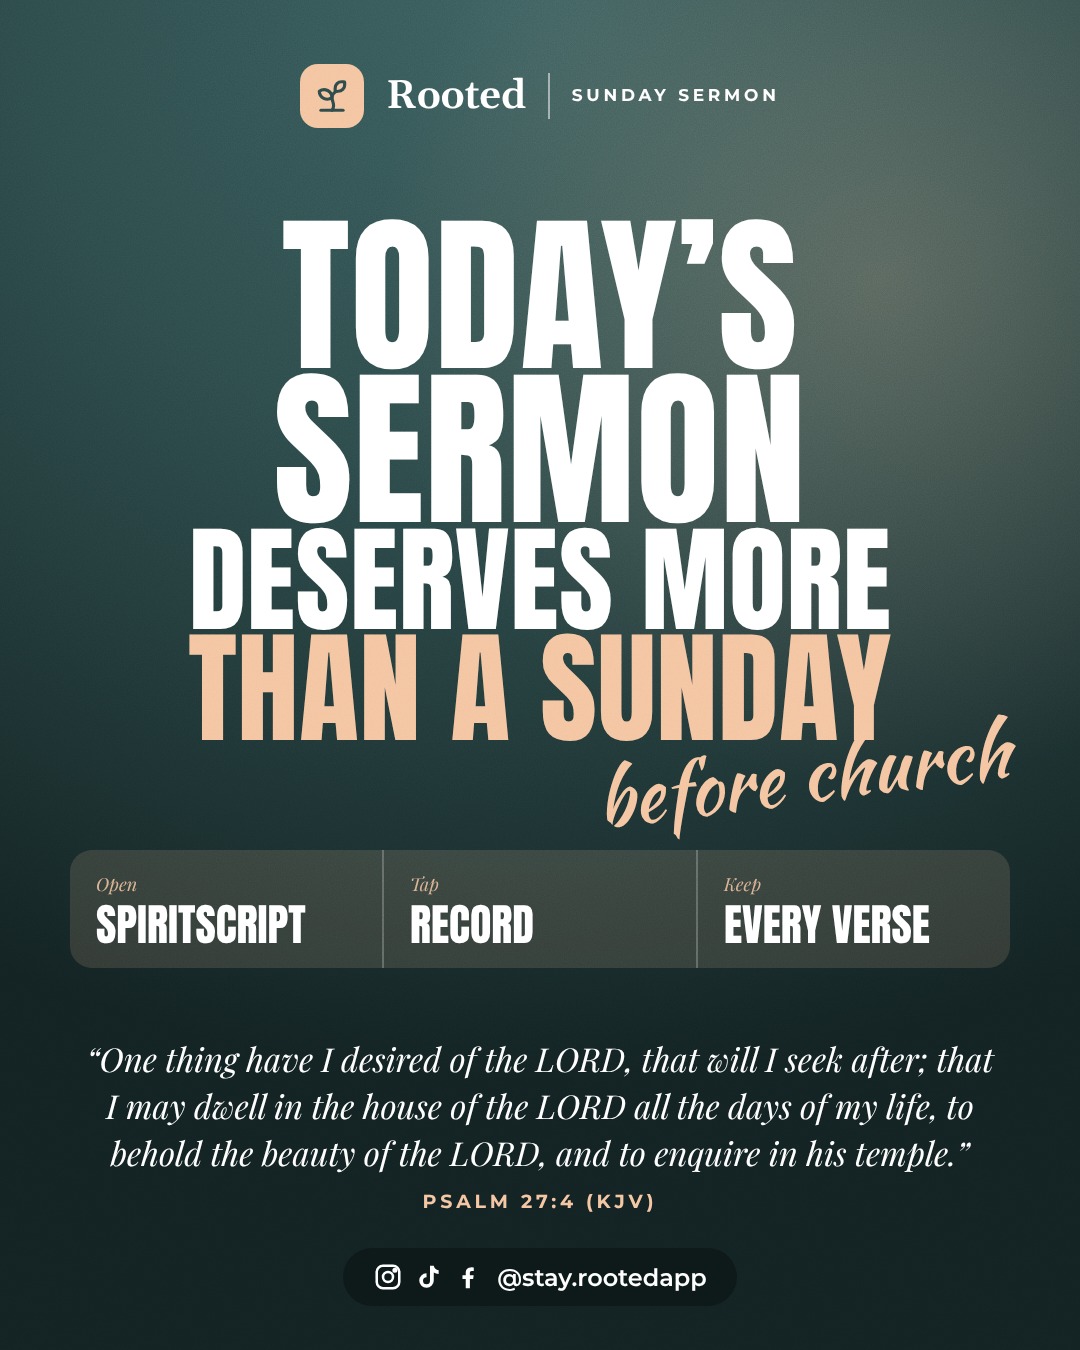 Rooted
SUNDAY SERMON
TODAY’S
SERMON
DESERVES MORE
THAN A SUNDAY
before church
Open
SPIRITSCRIPT
Tap
RECORD
Keep
EVERY VERSE
“One thing have I desired of the LORD, that will I seek after; that
I may dwell in the house of the LORD all the days of my life, to
behold the beauty of the LORD, and to enquire in his temple.”
PSALM 27:4 (KJV)
@stay.rootedapp